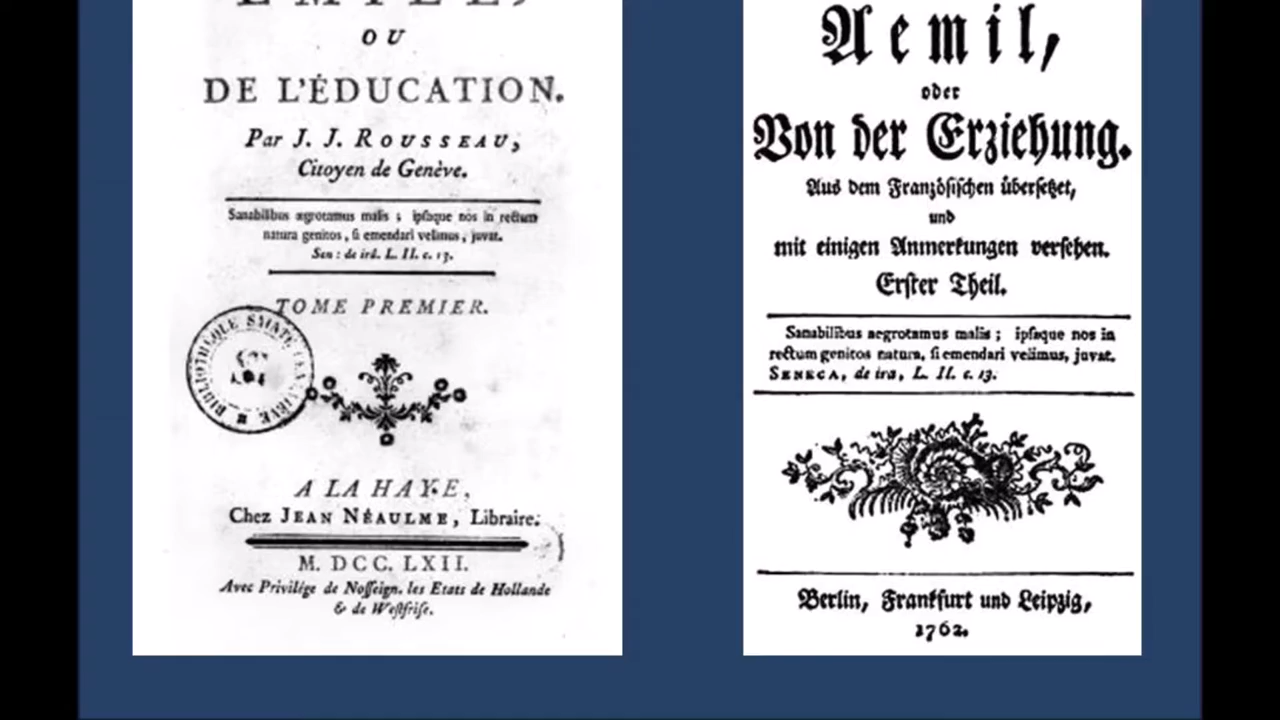 OU
DE L'ÉDUCATION.
Par J. J. ROUSSEAU,
Citoyen de Genève.
Sanabilibus ægrotamus malis ; ipſaque nos in rectum
natura genitos, ſi emendari velimus, juvat.
Sen : de irâ. L. II. c. 13.
TOME PREMIER.
BIBLIOTHEQUE SAINTE GENEVIEVE
A LA HAYE,
Chez JEAN NÉAULME, Libraire.
M. DCC. LXII.
Avec Privilége de Noſſeign. les Etats de Hollande
& de Weſtfriſe.
Aemil,
oder
Von der Erziehung.
Aus dem Französischen überſetzet,
und
mit einigen Anmerkungen verſehen.
Erſter Theil.
Sanabilibus aegrotamus malis ; ipſaque nos in
rectum genitos natura, ſi emendari velimus, juvat.
SENECA, de ira, L. II. c. 13.
Berlin, Frankfurt und Leipzig,
1762.